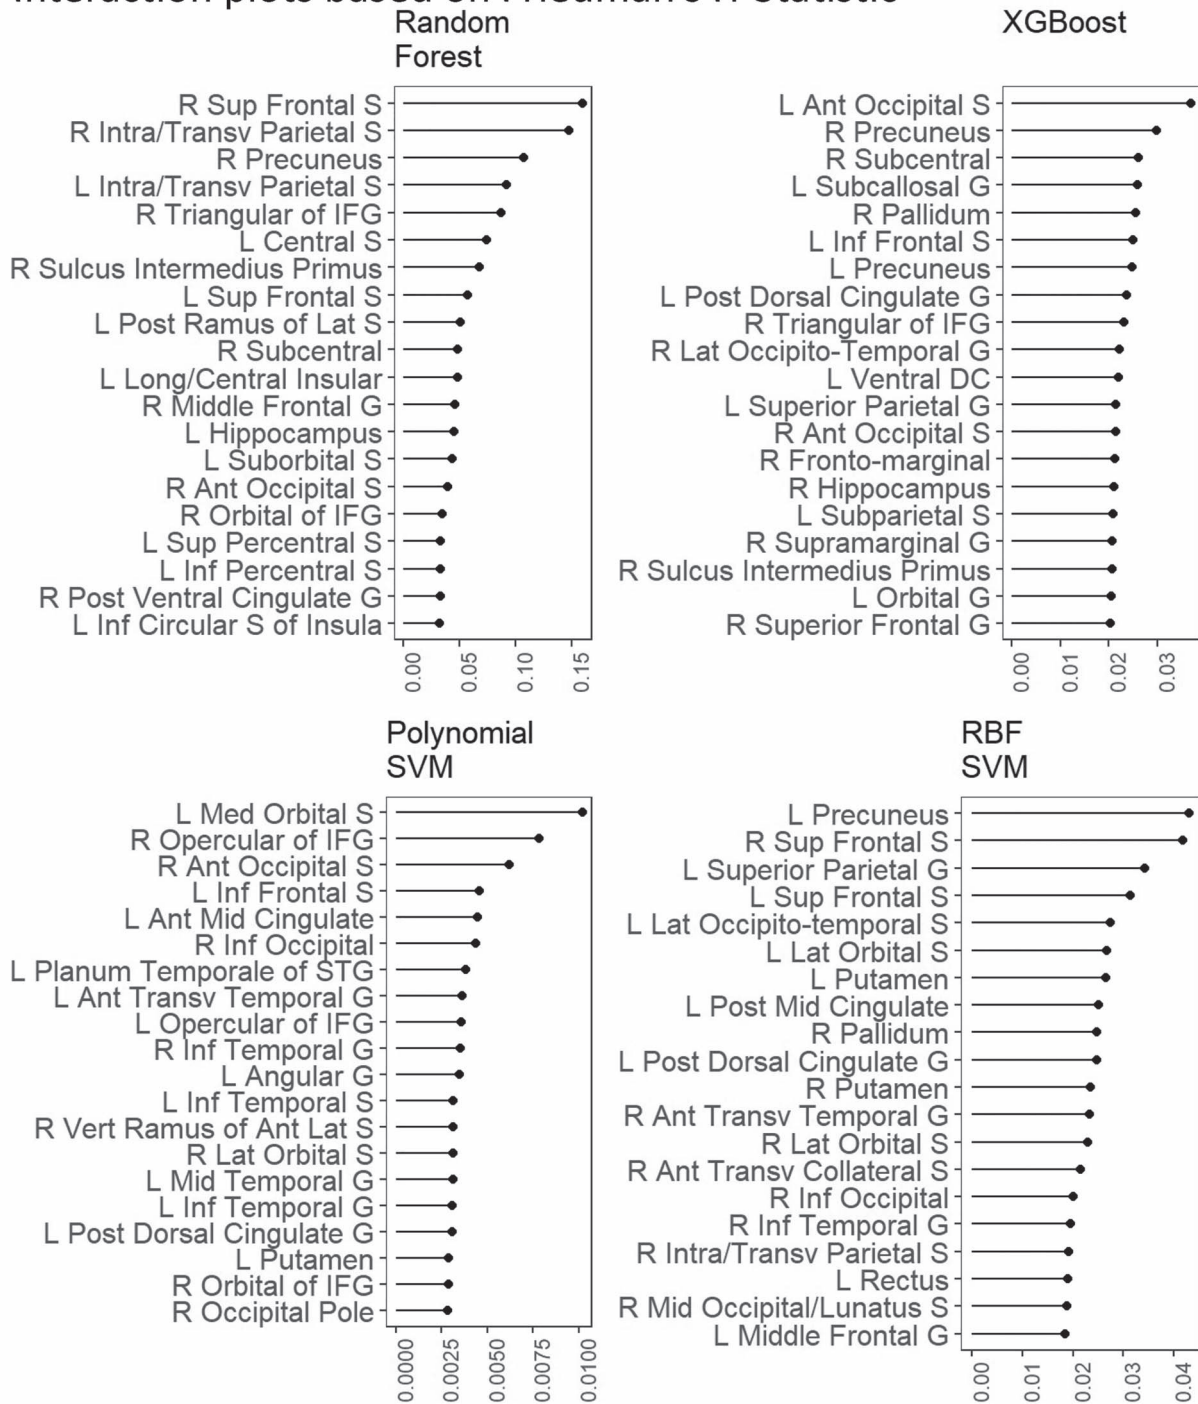 Random
Forest
R Sup Frontal S
R Intra/Transv Parietal S
R Precuneus
L Intra/Transv Parietal S
R Triangular of IFG
L Central S
R Sulcus Intermedius Primus
L Sup Frontal S
L Post Ramus of Lat S
R Subcentral
L Long/Central Insular
R Middle Frontal G
L Hippocampus
L Suborbital S
R Ant Occipital S
R Orbital of IFG
L Sup Percentral S
L Inf Percentral S
R Post Ventral Cingulate G
L Inf Circular S of Insula
0.00
0.05
0.10
0.15
XGBoost
L Ant Occipital S
R Precuneus
R Subcentral
L Subcallosal G
R Pallidum
L Inf Frontal S
L Precuneus
L Post Dorsal Cingulate G
R Triangular of IFG
R Lat Occipito-Temporal G
L Ventral DC
L Superior Parietal G
R Ant Occipital S
R Fronto-marginal
R Hippocampus
L Subparietal S
R Supramarginal G
R Sulcus Intermedius Primus
L Orbital G
R Superior Frontal G
0.00
0.01
0.02
0.03
Polynomial
SVM
L Med Orbital S
R Opercular of IFG
R Ant Occipital S
L Inf Frontal S
L Ant Mid Cingulate
R Inf Occipital
L Planum Temporale of STG
L Ant Transv Temporal G
L Opercular of IFG
R Inf Temporal G
L Angular G
L Inf Temporal S
R Vert Ramus of Ant Lat S
R Lat Orbital S
L Mid Temporal G
L Inf Temporal G
L Post Dorsal Cingulate G
L Putamen
R Orbital of IFG
R Occipital Pole
0.0000
0.0025
0.0050
0.0075
0.0100
RBF
SVM
L Precuneus
R Sup Frontal S
L Superior Parietal G
L Sup Frontal S
L Lat Occipito-temporal S
L Lat Orbital S
L Putamen
L Post Mid Cingulate
R Pallidum
L Post Dorsal Cingulate G
R Putamen
R Ant Transv Temporal G
R Lat Orbital S
R Ant Transv Collateral S
R Inf Occipital
R Inf Temporal G
R Intra/Transv Parietal S
L Rectus
R Mid Occipital/Lunatus S
L Middle Frontal G
0.00
0.01
0.02
0.03
0.04